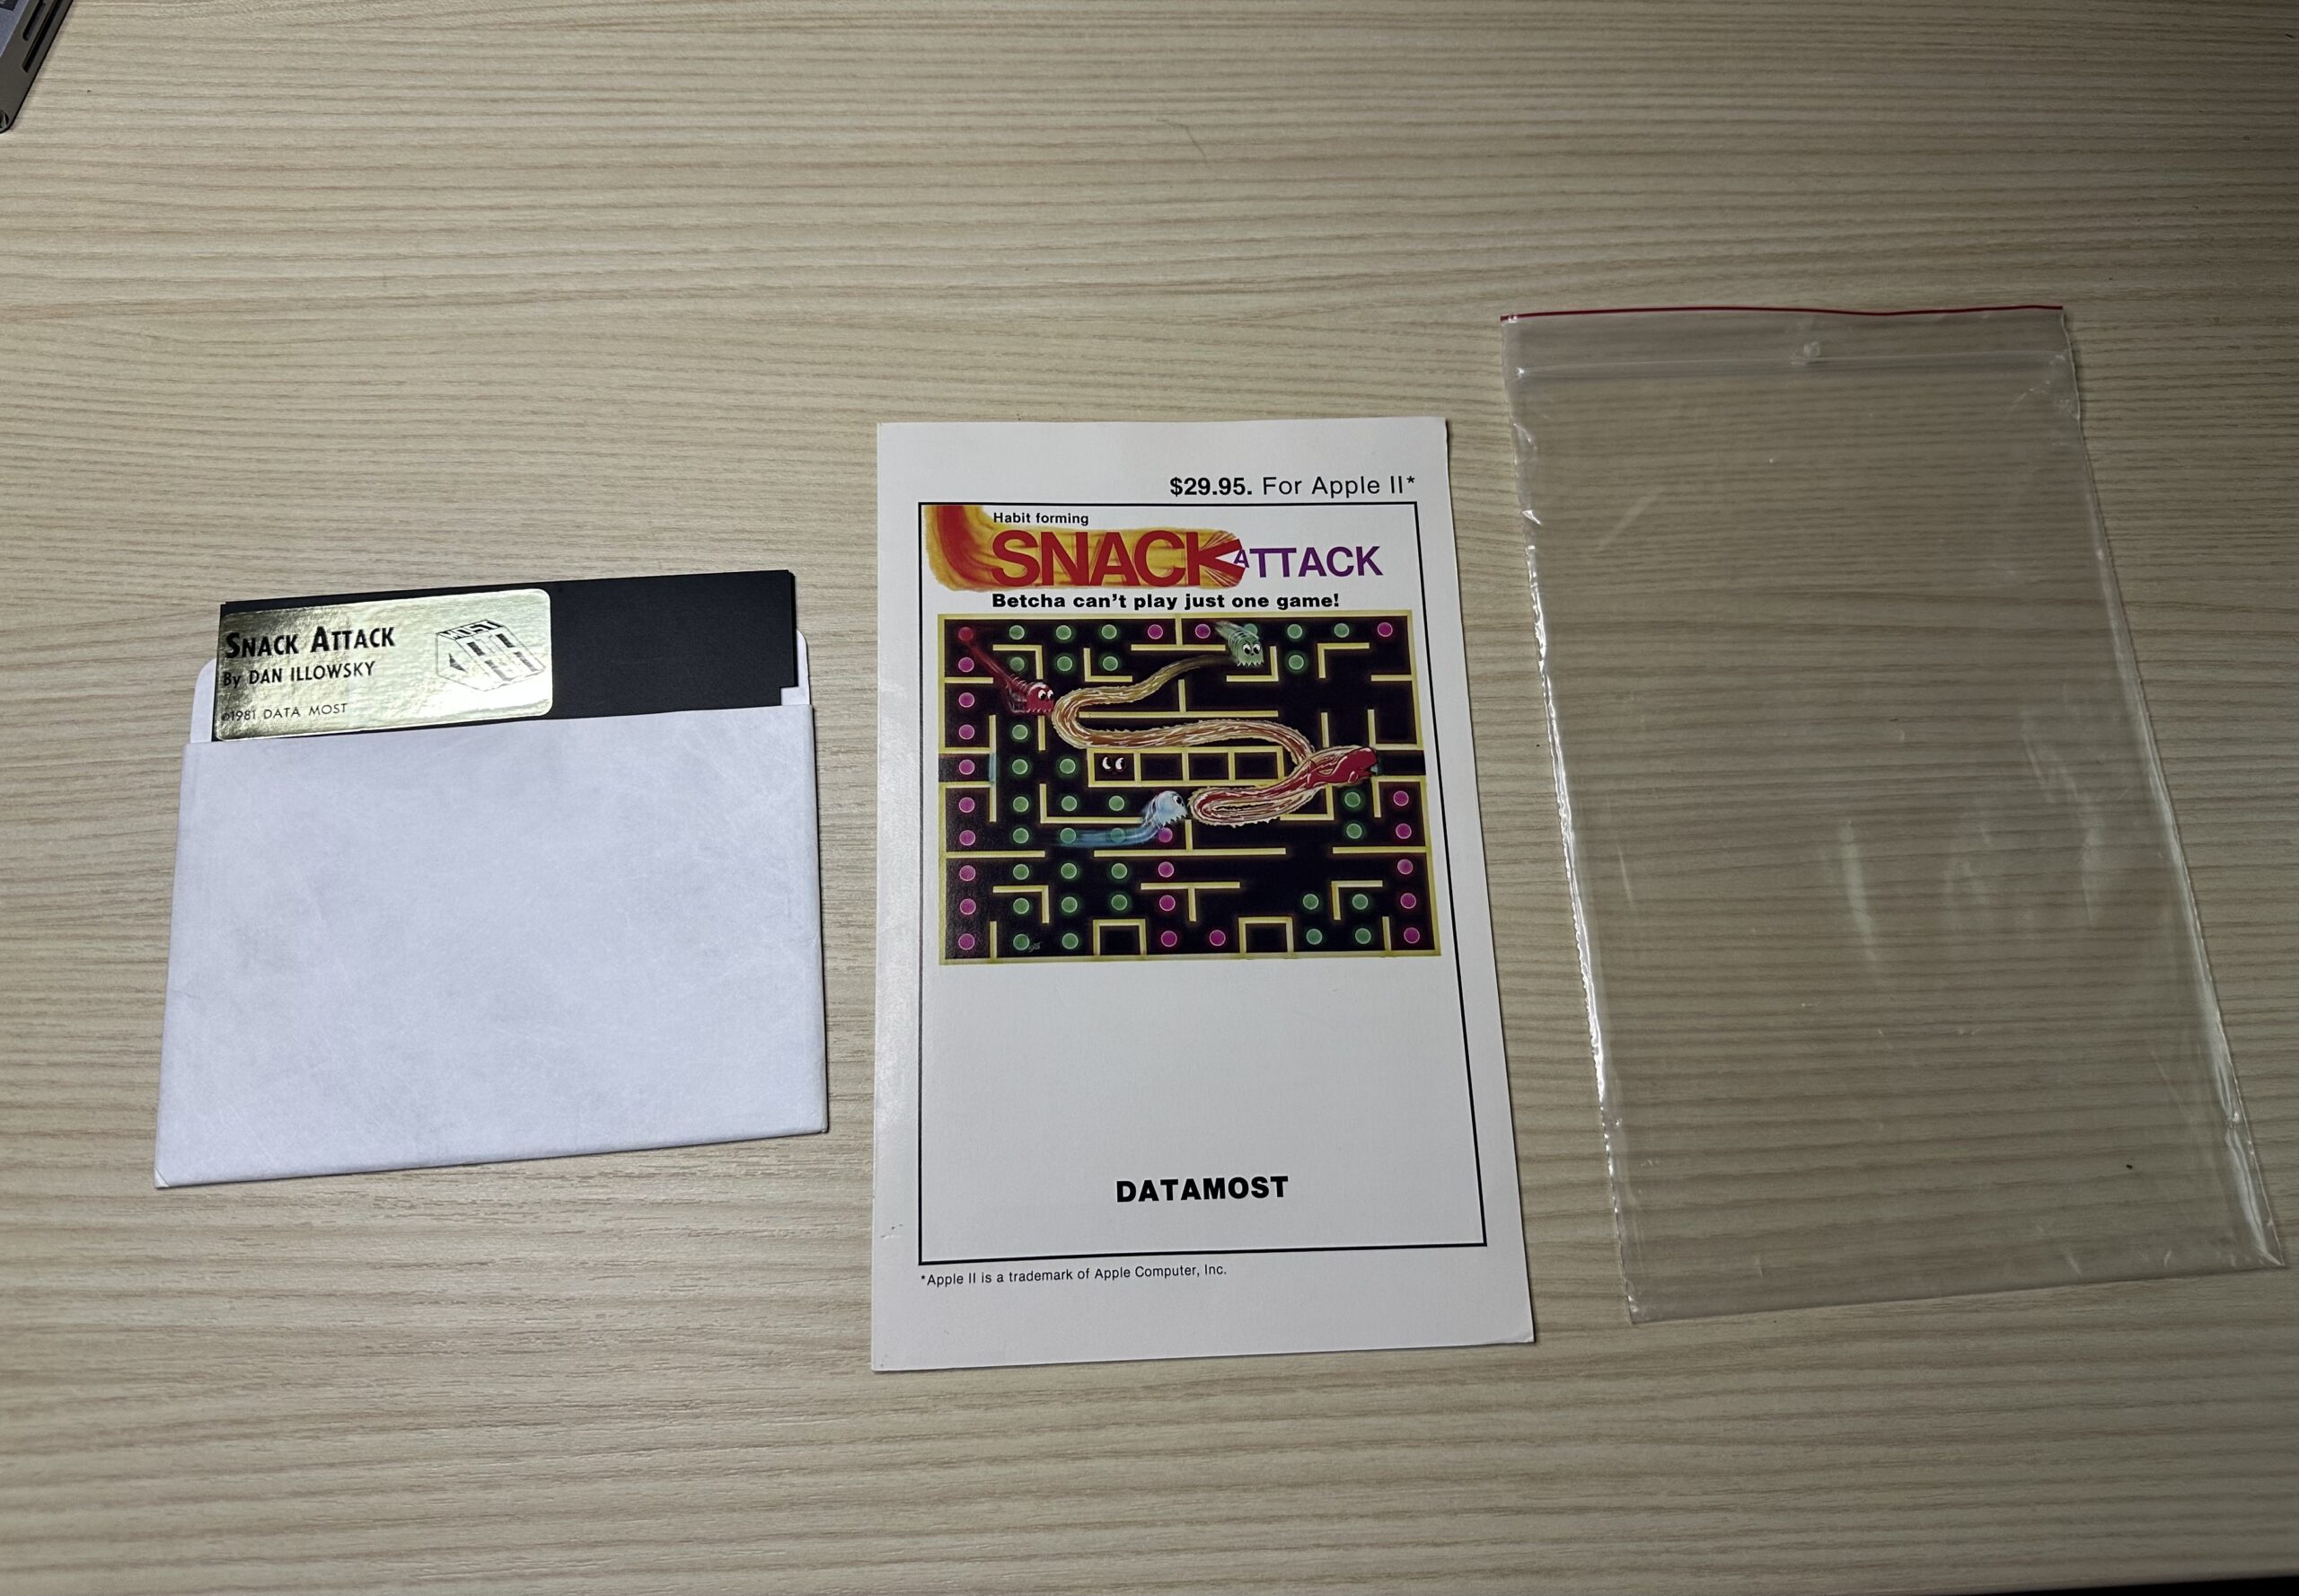 SNACK ATTACK
By DAN ILLOWSKY
©1981 DATA MOST
$29.95. For Apple II*
Habit forming
SNACK ATTACK
Betcha can't play just one game!
DATAMOST
*Apple II is a trademark of Apple Computer, Inc.